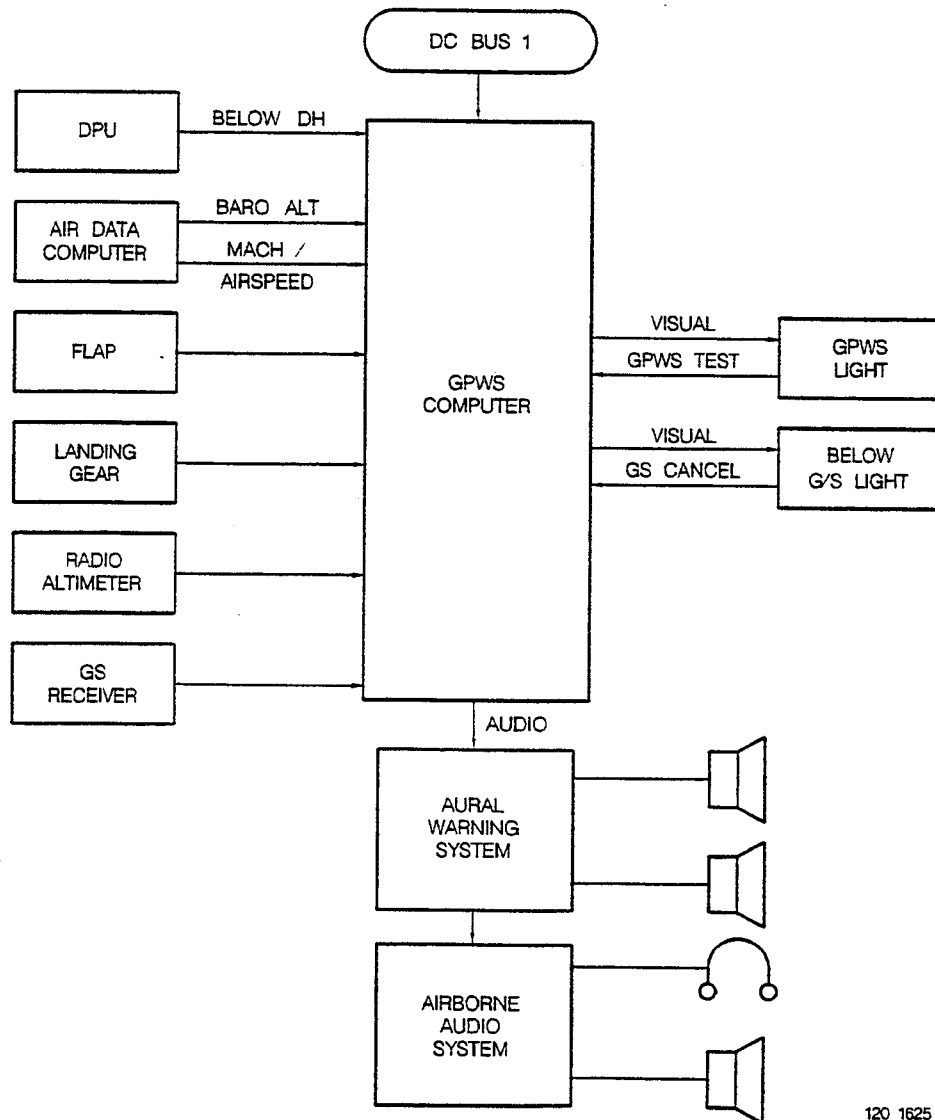 DC BUS 1
DPU
BELOW DH
AIR DATA
COMPUTER
BARO ALT
MACH /
AIRSPEED
FLAP
LANDING
GEAR
RADIO
ALTIMETER
GS
RECEIVER
GPWS
COMPUTER
VISUAL
GPWS TEST
GPWS
LIGHT
VISUAL
GS CANCEL
BELOW
G/S LIGHT
AUDIO
AURAL
WARNING
SYSTEM
AIRBORNE
AUDIO
SYSTEM
120 1625